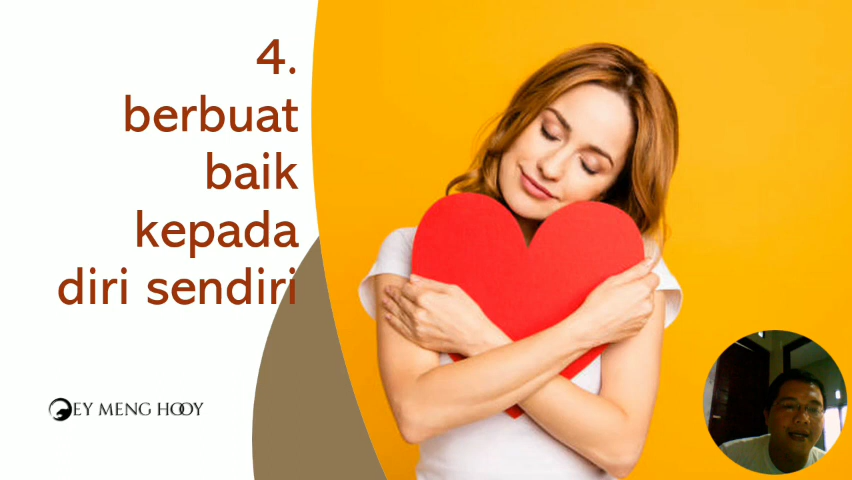 4.
berbuat
baik
kepada
diri sendiri
EY MENG HOOY